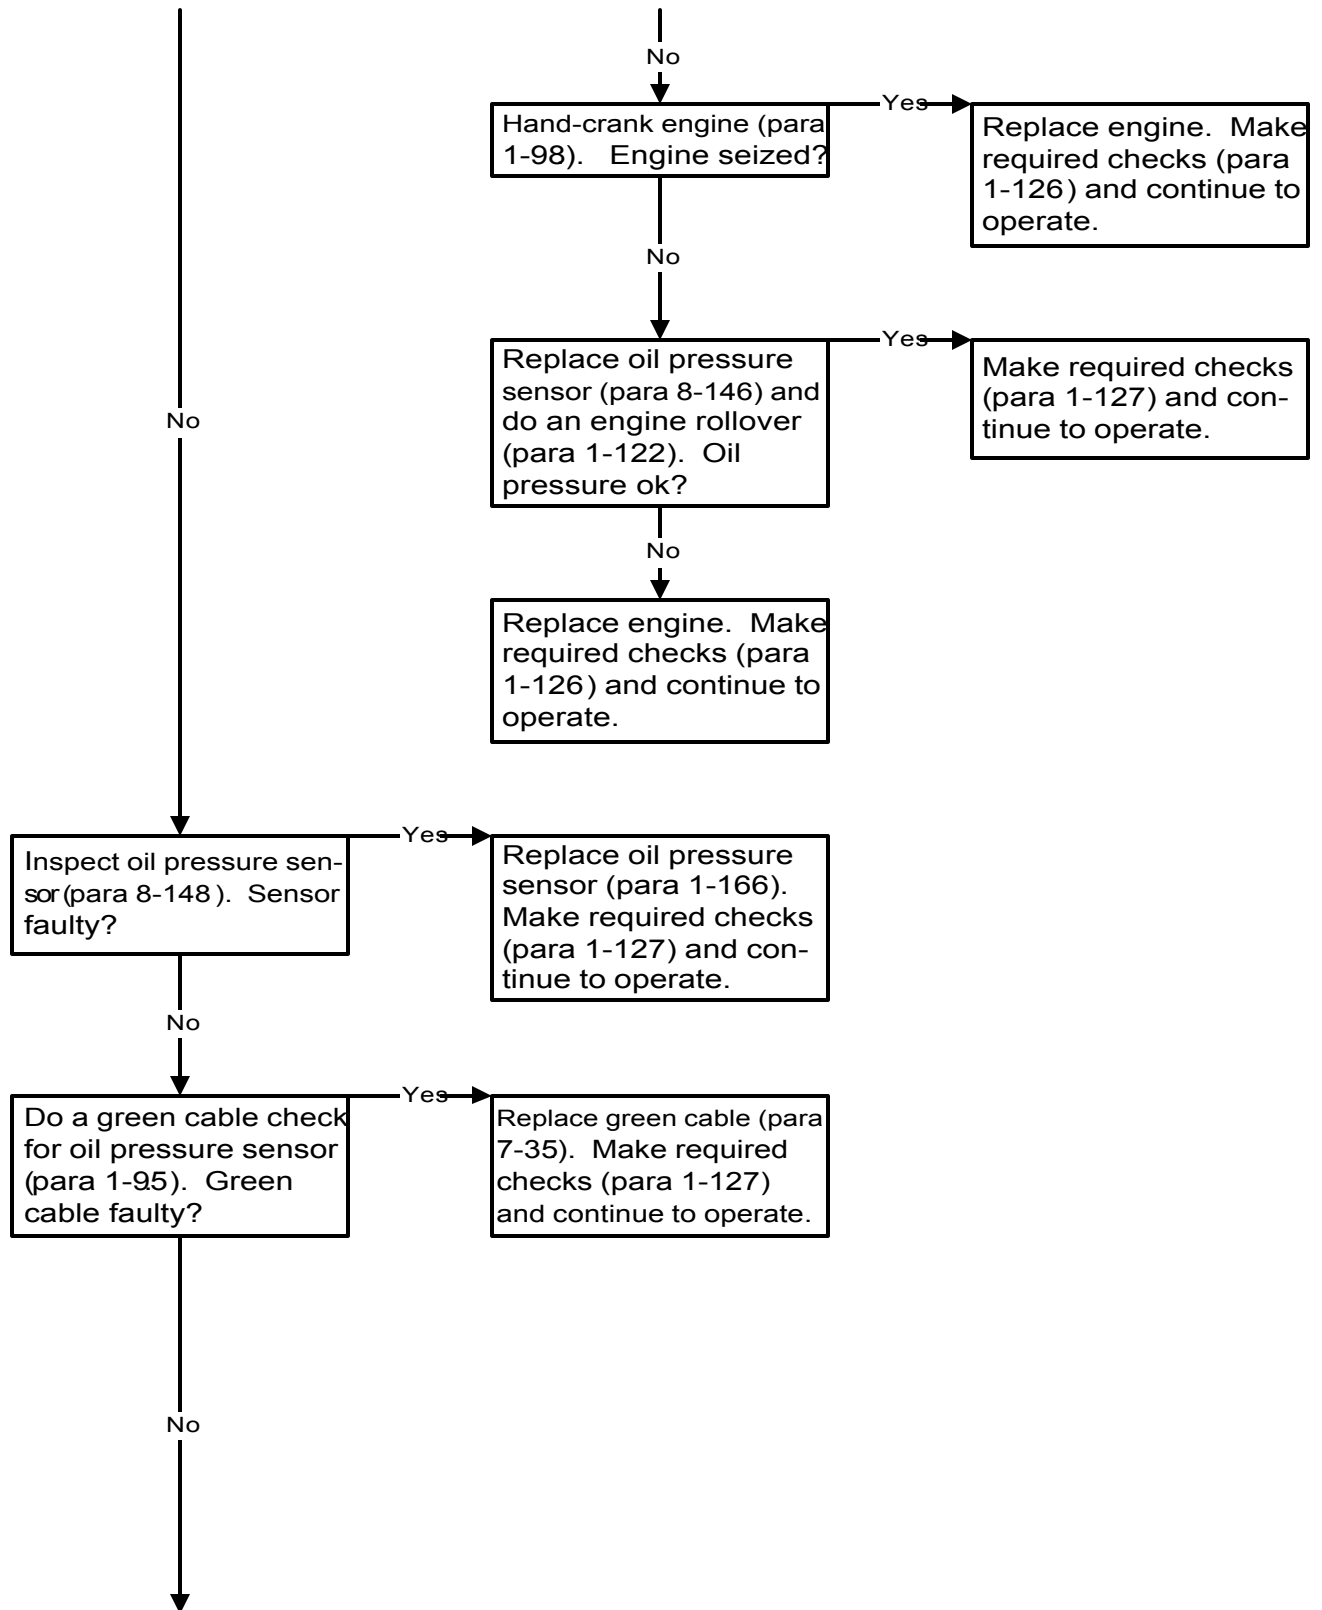 No
Hand-crank engine (para
1-98). Engine seized?
Yes
Replace engine. Make
required checks (para
1-126) and continue to
operate.
No
Replace oil pressure
sensor (para 8-146) and
do an engine rollover
(para 1-122). Oil
pressure ok?
Yes
Make required checks
(para 1-127) and con-
tinue to operate.
No
No
Replace engine. Make
required checks (para
1-126) and continue to
operate.
Inspect oil pressure sen-
sor (para 8-148). Sensor
faulty?
Yes
Replace oil pressure
sensor (para 1-166).
Make required checks
(para 1-127) and con-
tinue to operate.
No
Do a green cable check
for oil pressure sensor
(para 1-95). Green
cable faulty?
Yes
Replace green cable (para
7-35). Make required
checks (para 1-127)
and continue to operate.
No